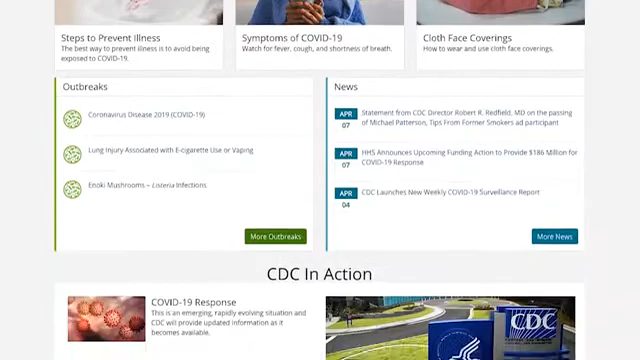 Steps to Prevent Illness
The best way to prevent illness is to avoid being
exposed to COVID-19.
Symptoms of COVID-19
Watch for fever, cough, and shortness of breath.
Cloth Face Coverings
How to wear and use cloth face coverings.
Outbreaks
Coronavirus Disease 2019 (COVID-19)
Lung Injury Associated with E-cigarette Use or Vaping
Enoki Mushrooms – Listeria Infections
More Outbreaks
News
APR
07
Statement from CDC Director Robert R. Redfield, MD on the passing
of Michael Patterson, Tips From Former Smokers ad participant
APR
07
HHS Announces Upcoming Funding Action to Provide $186 Million for
COVID-19 Response
APR
04
CDC Launches New Weekly COVID-19 Surveillance Report
More News
CDC In Action
COVID-19 Response
This is an emerging, rapidly evolving situation and
CDC will provide updated information as it
becomes available.
CDC